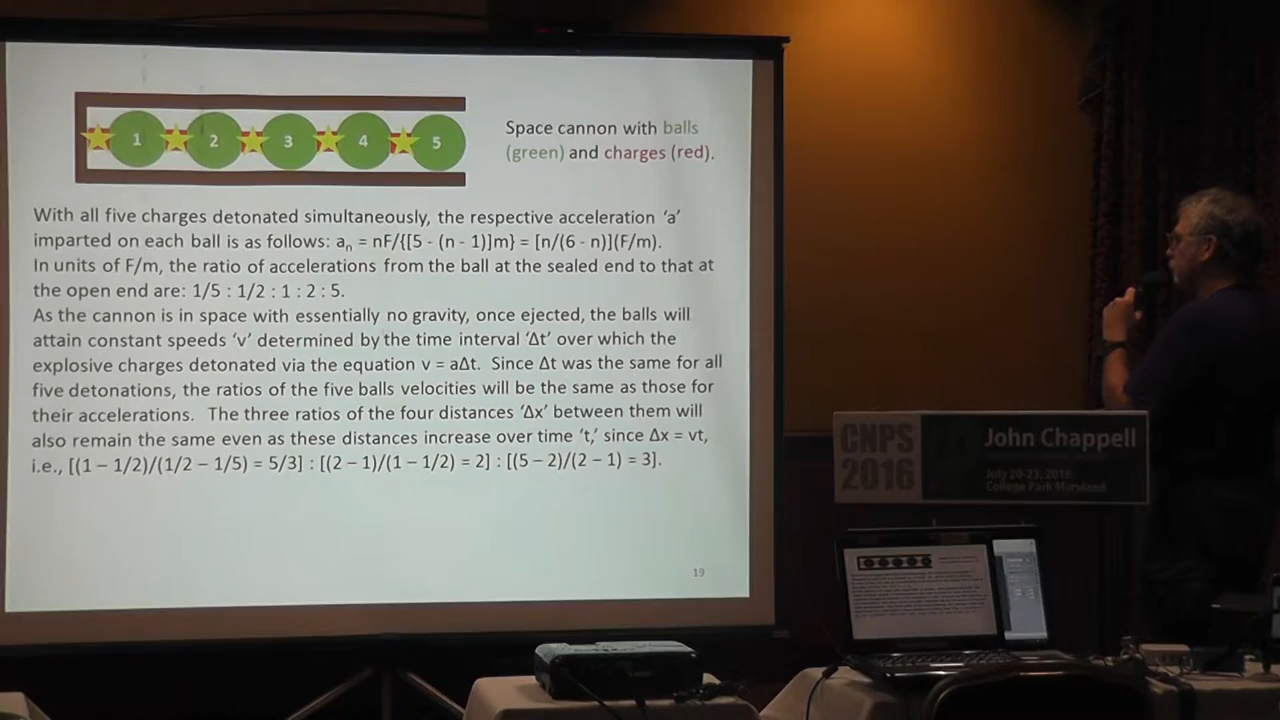 1 2 3 4 5
Space cannon with balls
(green) and charges (red).
With all five charges detonated simultaneously, the respective acceleration ‘a’
imparted on each ball is as follows: aₙ = nF/{[5 - (n - 1)]m} = [n/(6 - n)](F/m).
In units of F/m, the ratio of accelerations from the ball at the sealed end to that at
the open end are: 1/5 : 1/2 : 1 : 2 : 5.
As the cannon is in space with essentially no gravity, once ejected, the balls will
attain constant speeds ‘v’ determined by the time interval ‘Δt’ over which the
explosive charges detonated via the equation v = aΔt. Since Δt was the same for all
five detonations, the ratios of the five balls velocities will be the same as those for
their accelerations. The three ratios of the four distances ‘Δx’ between them will
also remain the same even as these distances increase over time ‘t,’ since Δx = vt,
i.e., [(1 – 1/2)/(1/2 – 1/5) = 5/3] : [(2 – 1)/(1 – 1/2) = 2] : [(5 – 2)/(2 – 1) = 3].
19
CNPS
2016
John Chappell
July 20-23, 2016
College Park Maryland